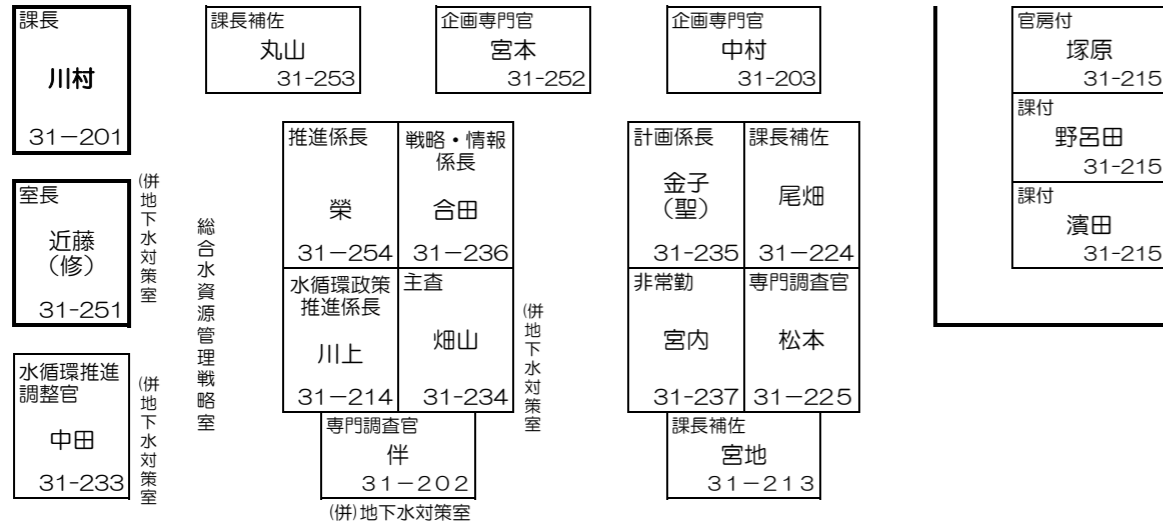 課長
川村
31－201
課長補佐
丸山
31-253
企画専門官
宮本
31-252
企画専門官
中村
31-203
官房付
塚原
31-215
課付
野呂田
31-215
課付
濱田
31-215
室長
近藤
（修）
31-251
(併地下水対策室
水循環推進
調整官
中田
31-233
(併地下水対策室
総合水資源管理戦略室
推進係長
榮
31－254
戦略・情報
係長
合田
31－236
水循環政策
推進係長
川上
31－214
主査
畑山
31-234
(併地下水対策室
専門調査官
伴
31－202
(併)地下水対策室
計画係長
金子
（聖）
31-235
課長補佐
尾畑
31－224
非常勤
宮内
31-237
専門調査官
松本
31－225
課長補佐
宮地
31－213